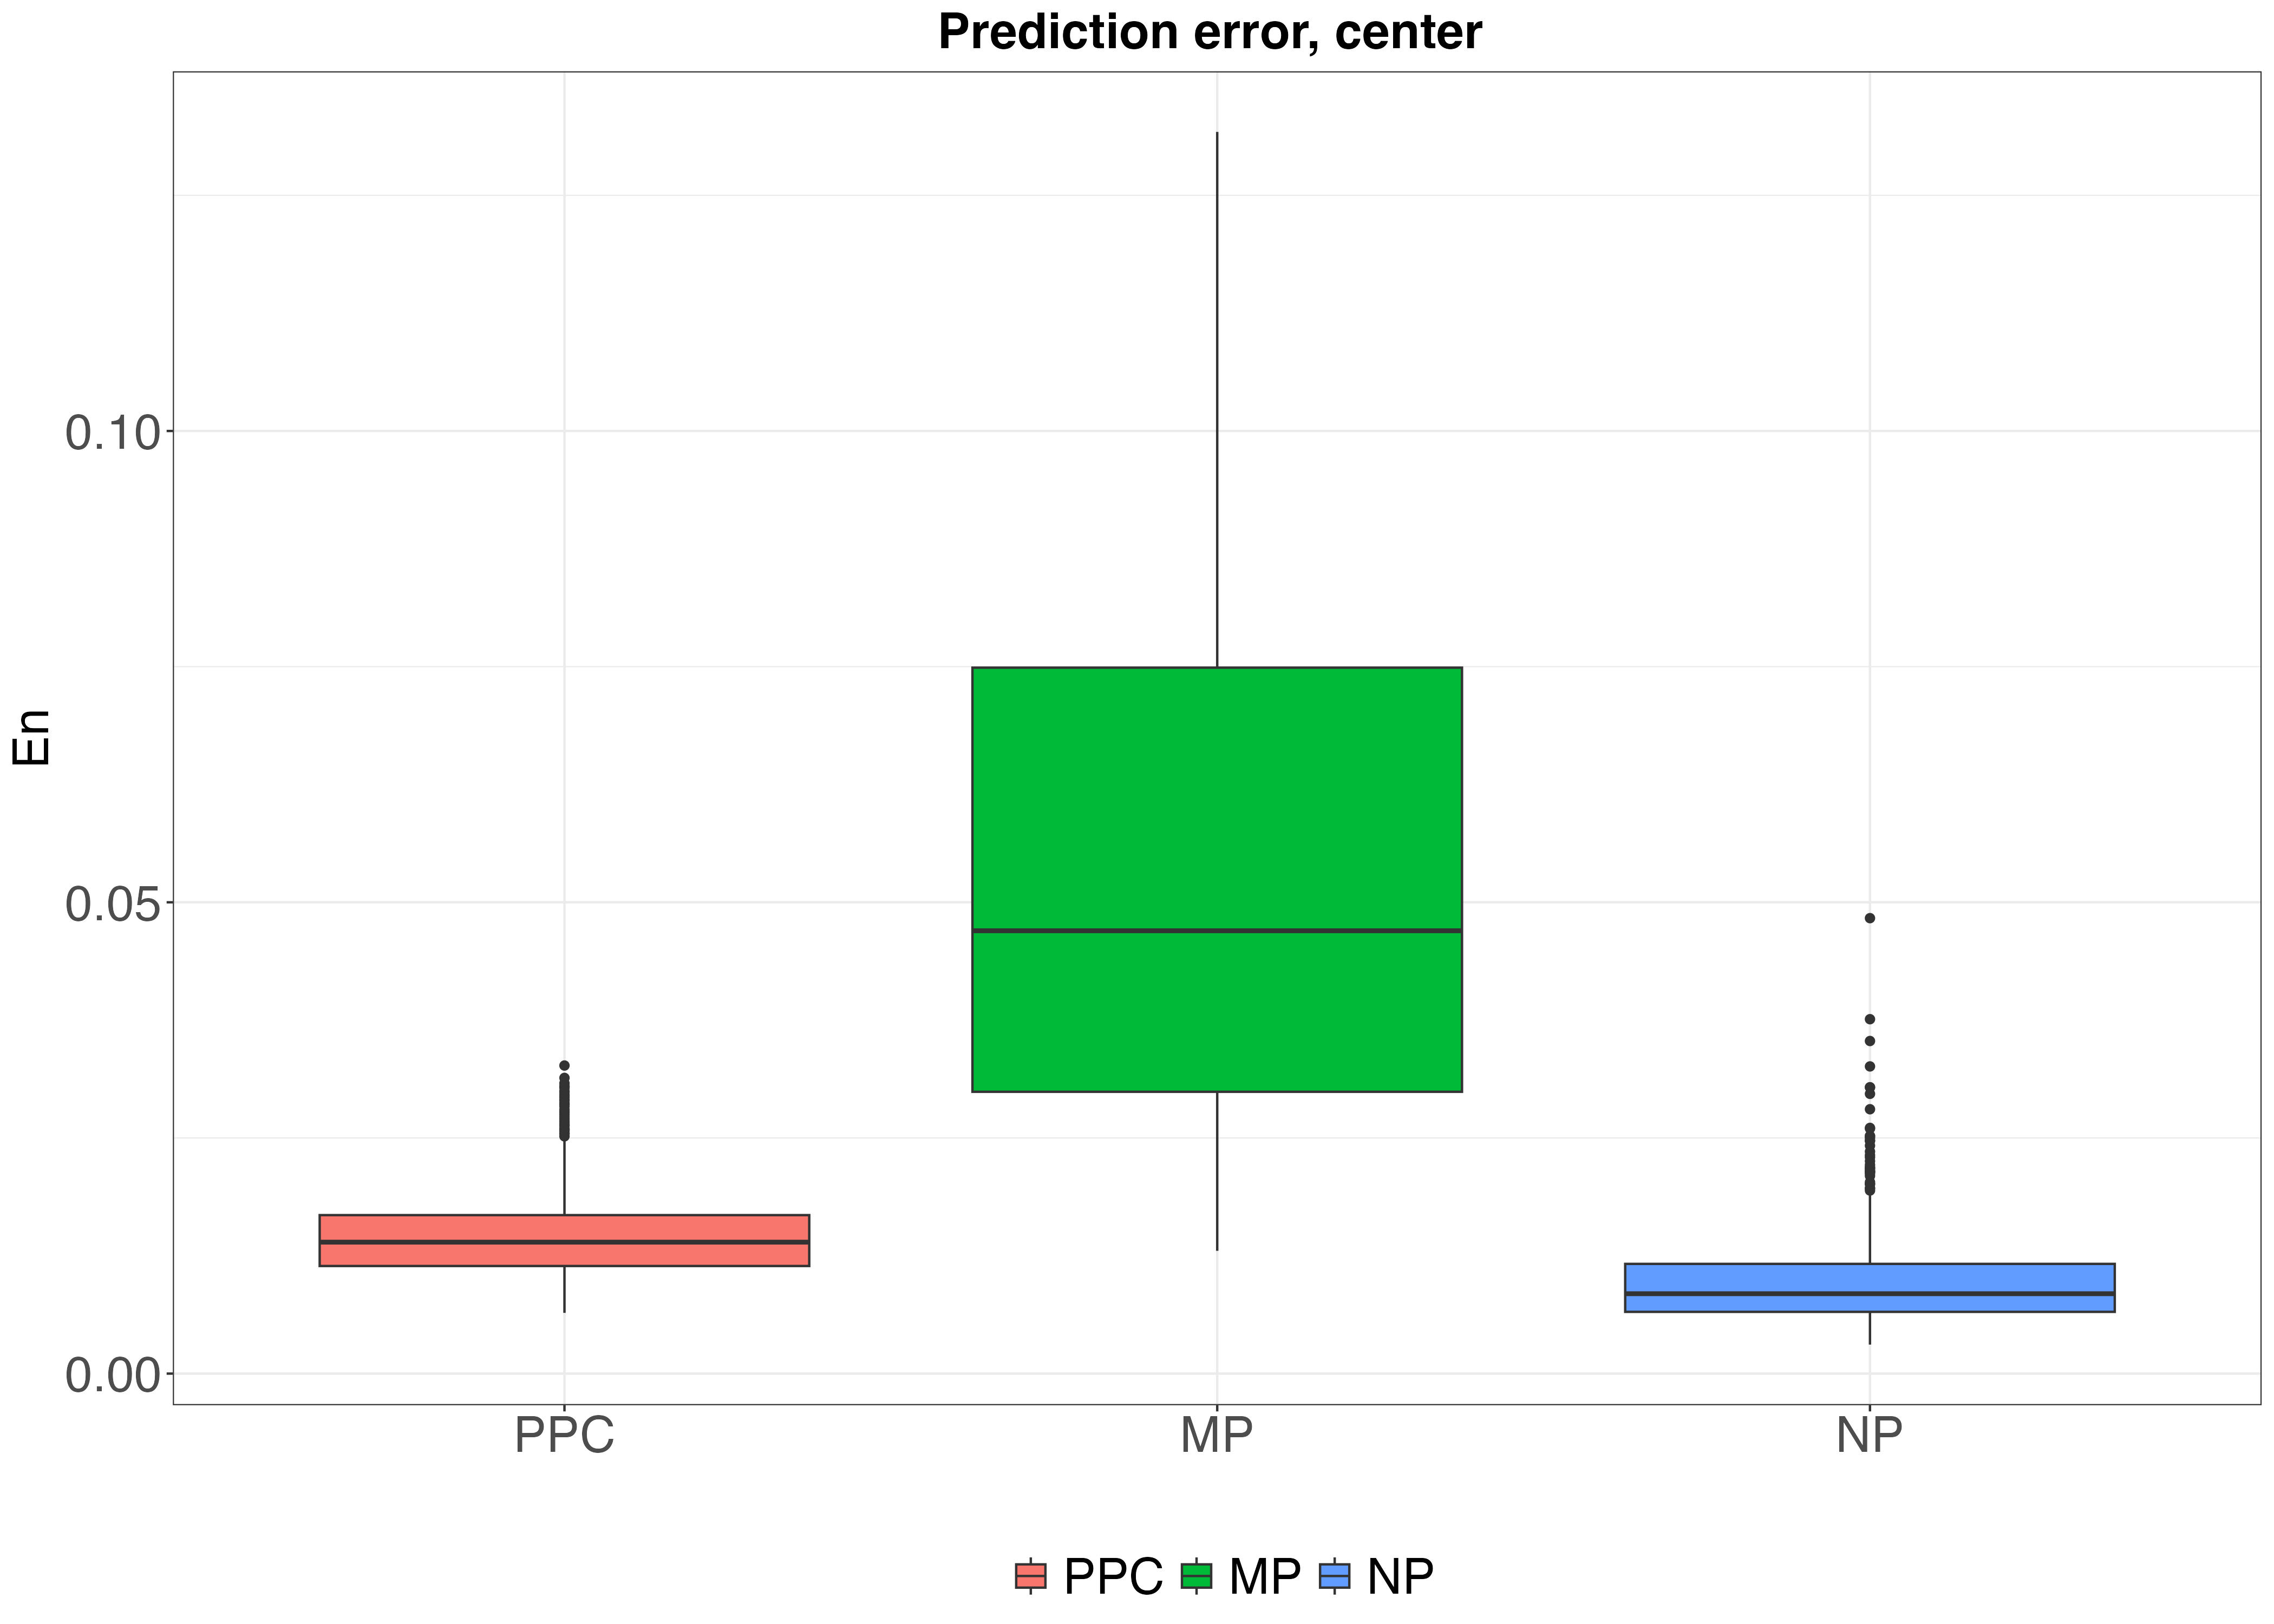 Prediction error, center
En
0.10
0.05
0.00
PPC MP NP
PPC MP NP